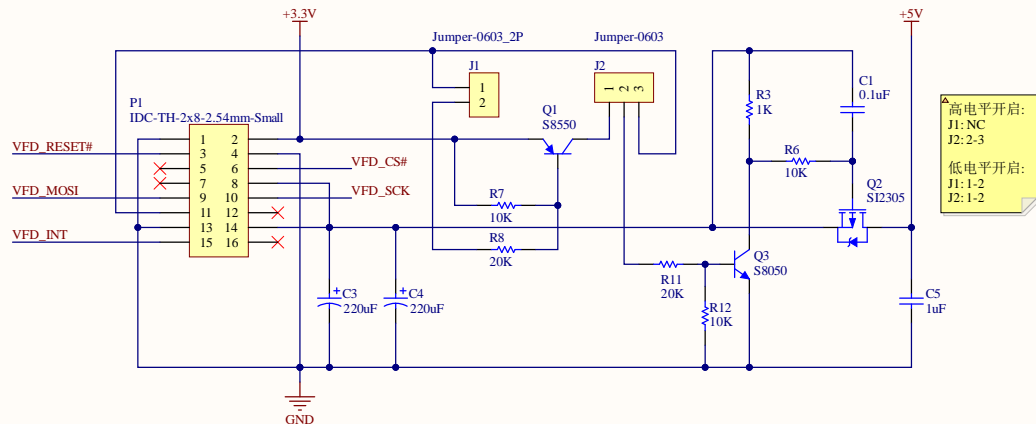 +3.3V
+5V
Jumper-0603_2P
Jumper-0603
J1
1
2
J2
1 2 3
P1
IDC-TH-2x8-2.54mm-Small
1 2
3 4
5 6
7 8
9 10
11 12
13 14
15 16
VFD_RESET#
VFD_MOSI
VFD_INT
VFD_CS#
VFD_SCK
Q1
S8550
R7
10K
R8
20K
R3
1K
C1
0.1uF
R6
10K
Q2
SI2305
Q3
S8050
R11
20K
R12
10K
C3
220uF
C4
220uF
C5
1uF
GND
高电平开启:
J1: NC
J2: 2-3
低电平开启:
J1: 1-2
J2: 1-2